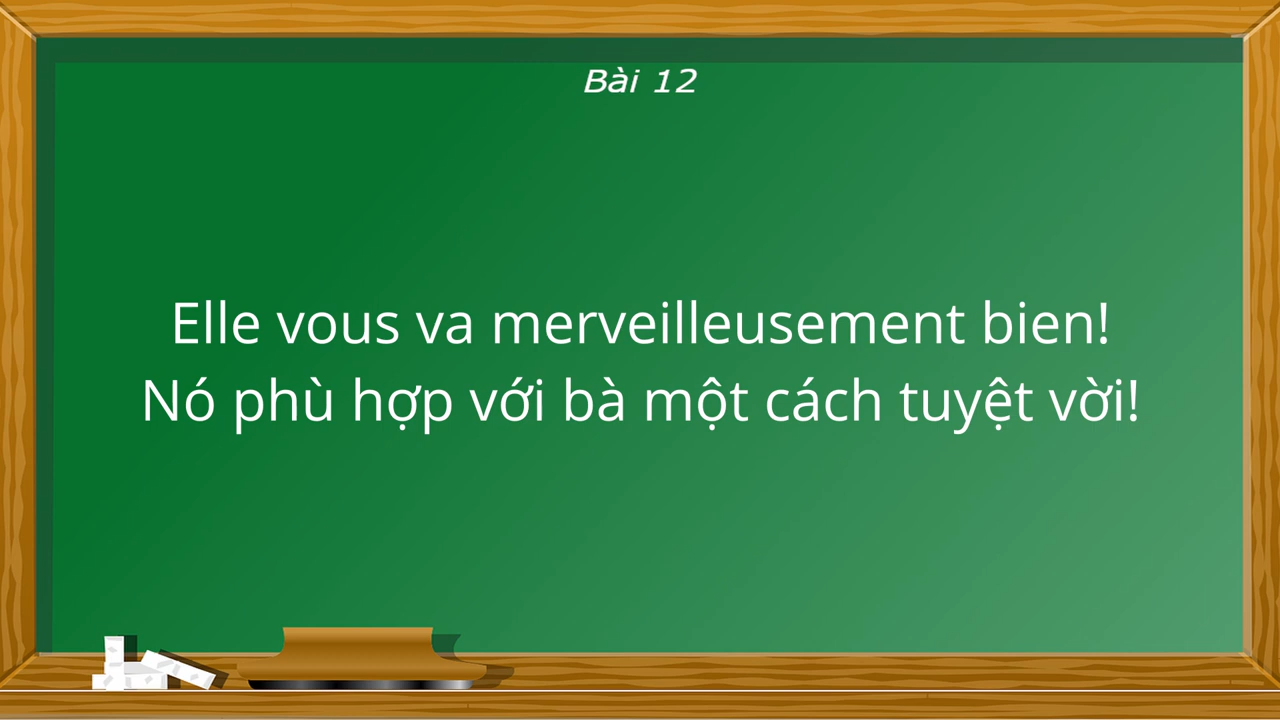 Bài 12
Elle vous va merveilleusement bien!
Nó phù hợp với bà một cách tuyệt vời!